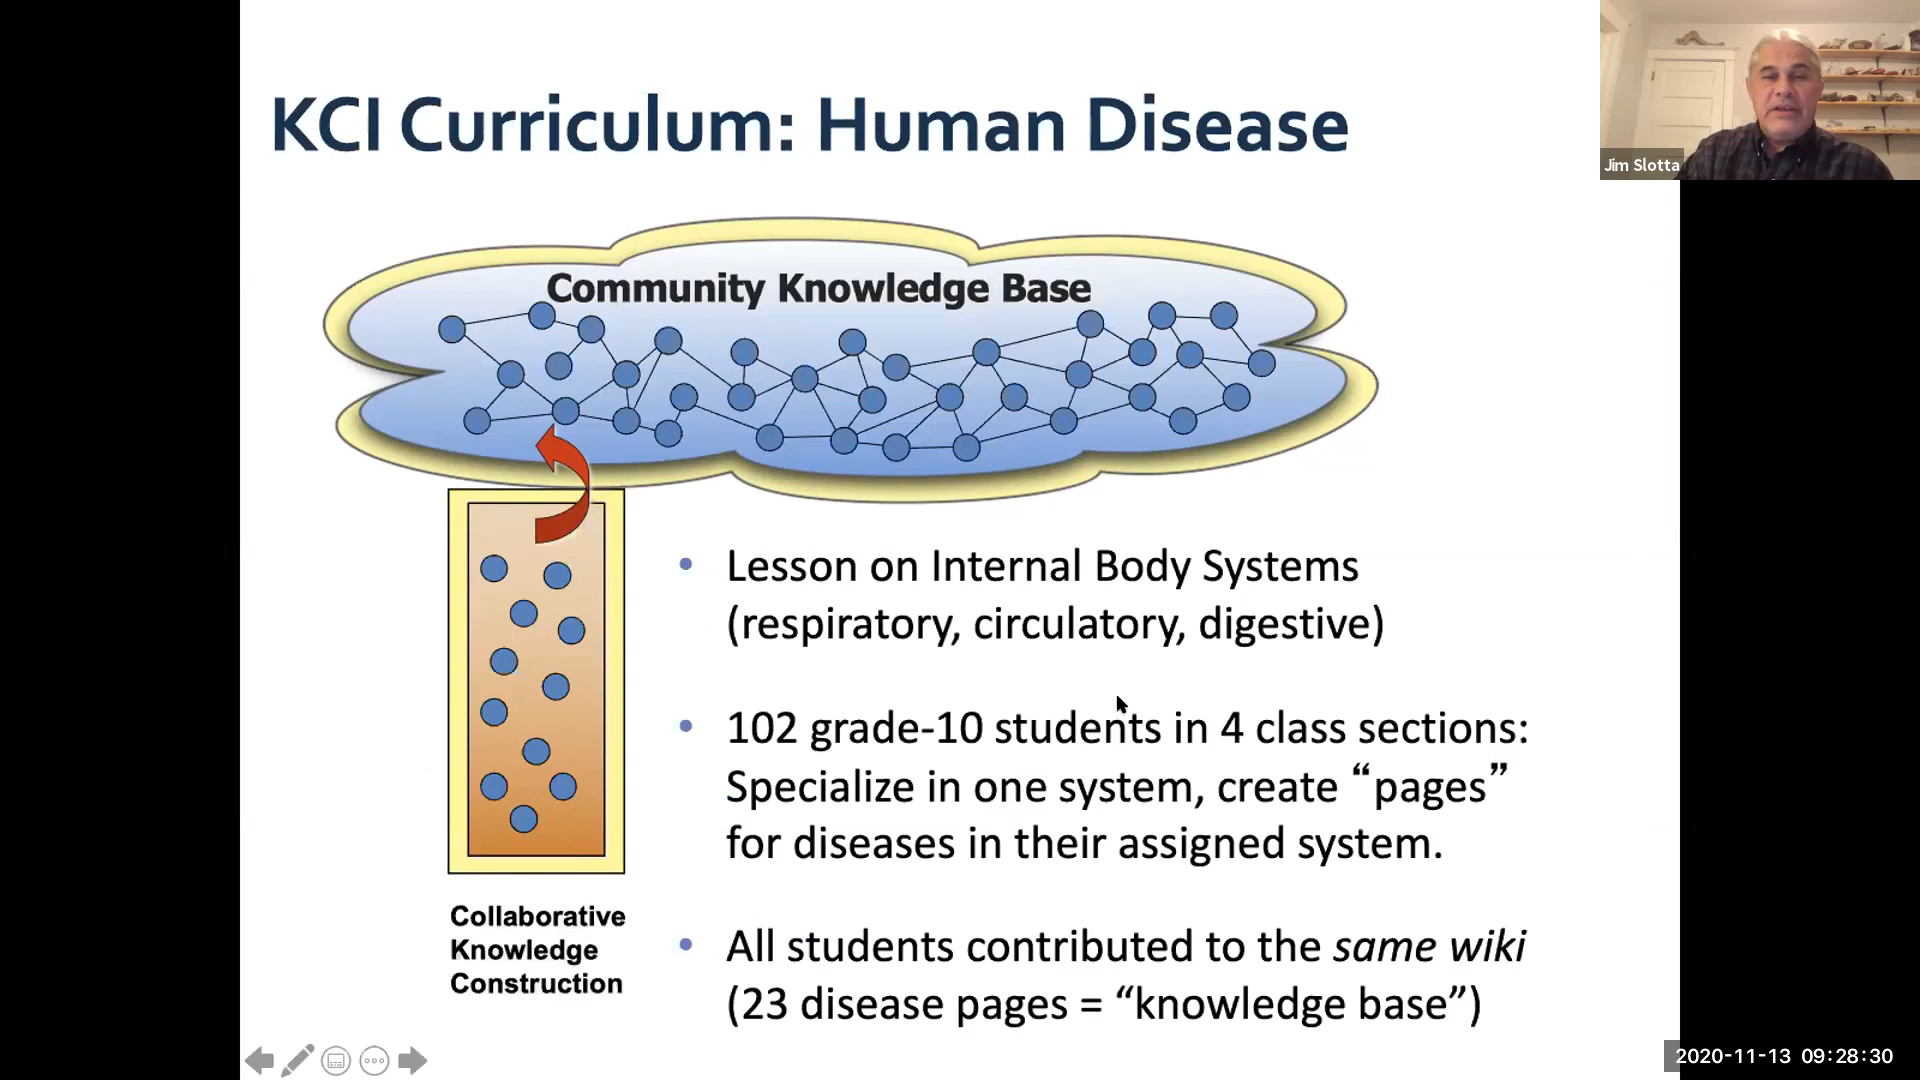 KCI Curriculum: Human Disease
Jim Slotta
Community Knowledge Base
• Lesson on Internal Body Systems
(respiratory, circulatory, digestive)
• 102 grade-10 students in 4 class sections:
Specialize in one system, create “pages”
for diseases in their assigned system.
Collaborative
Knowledge
Construction
• All students contributed to the same wiki
(23 disease pages = “knowledge base”)
2020-11-13 09:28:30